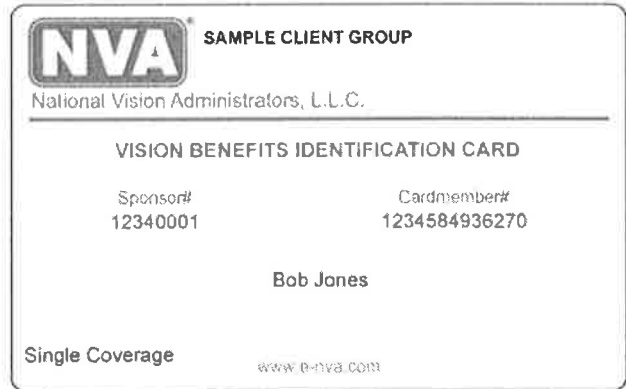 NVA® SAMPLE CLIENT GROUP
National Vision Administrators, L.L.C.
VISION BENEFITS IDENTIFICATION CARD
Sponsor# Cardmember#
12340001 1234584936270
Bob Jones
Single Coverage www.e-nva.com